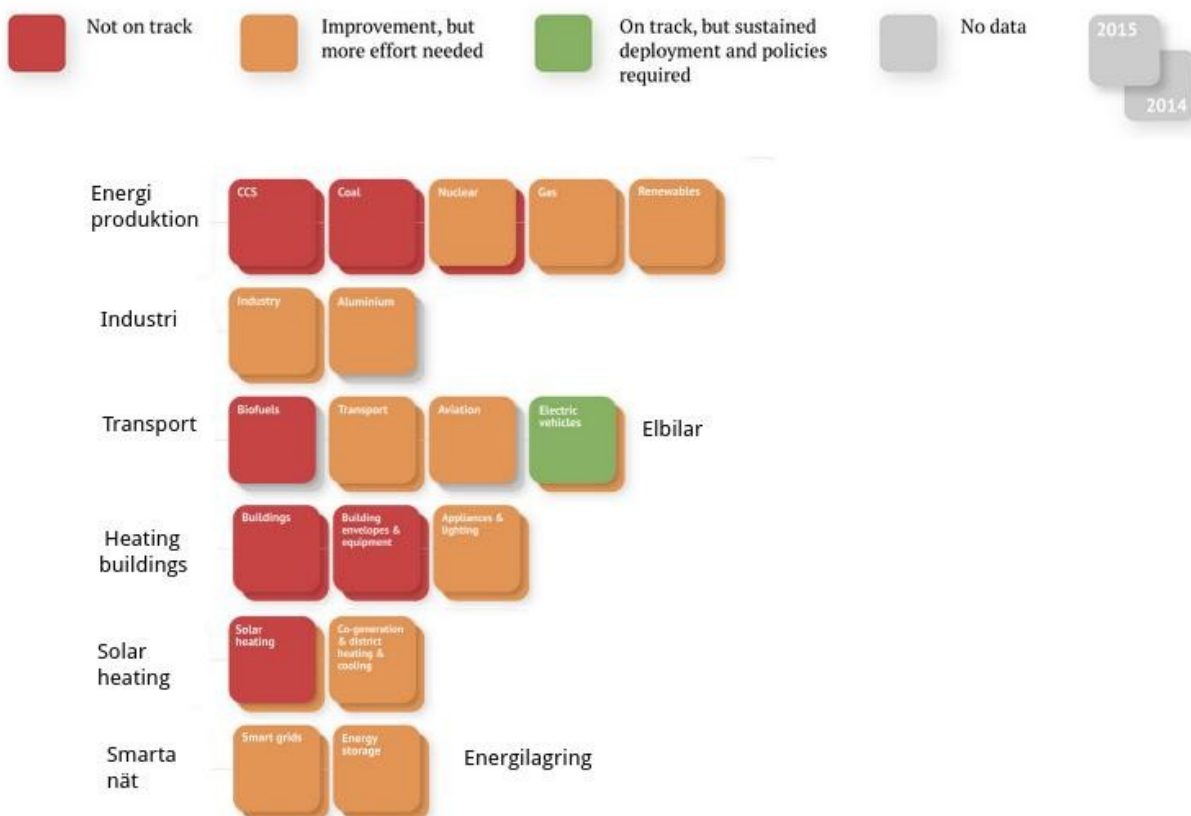 Not on track
Improvement, but
more effort needed
On track, but sustained
deployment and policies
required
No data
2015
2014
Energi
produktion
CCS
Coal
Nuclear
Gas
Renewables
Industri
Industry
Aluminium
Transport
Biofuels
Transport
Aviation
Electric
vehicles
Elbilar
Heating
buildings
Buildings
Building
envelopes &
equipment
Appliances &
lighting
Solar
heating
Solar
heating
Co-generation
& district
heating &
cooling
Smarta
nät
Smart grids
Energy
storage
Energilagring